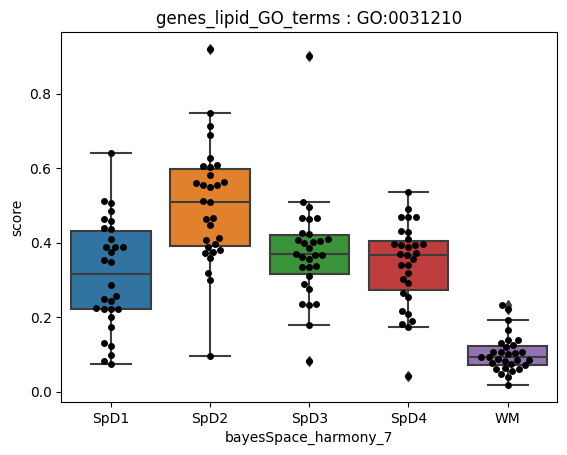 genes_lipid_GO_terms : GO:0031210
score
0.8
0.6
0.4
0.2
0.0
SpD1 SpD2 SpD3 SpD4 WM
bayesSpace_harmony_7